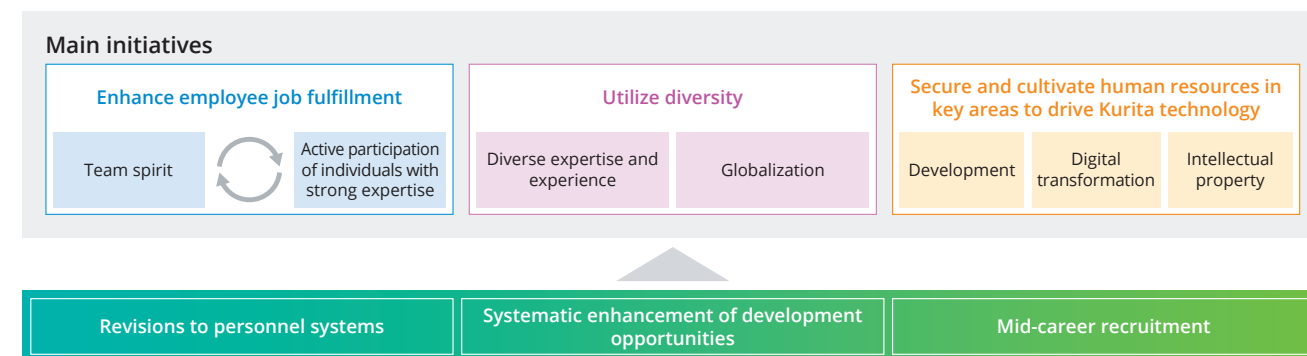 Main initiatives
Enhance employee job fulfillment
Team spirit
Active participation
of individuals with
strong expertise
Utilize diversity
Diverse expertise and
experience
Globalization
Secure and cultivate human resources in
key areas to drive Kurita technology
Development
Digital
transformation
Intellectual
property
Revisions to personnel systems
Systematic enhancement of development
opportunities
Mid-career recruitment